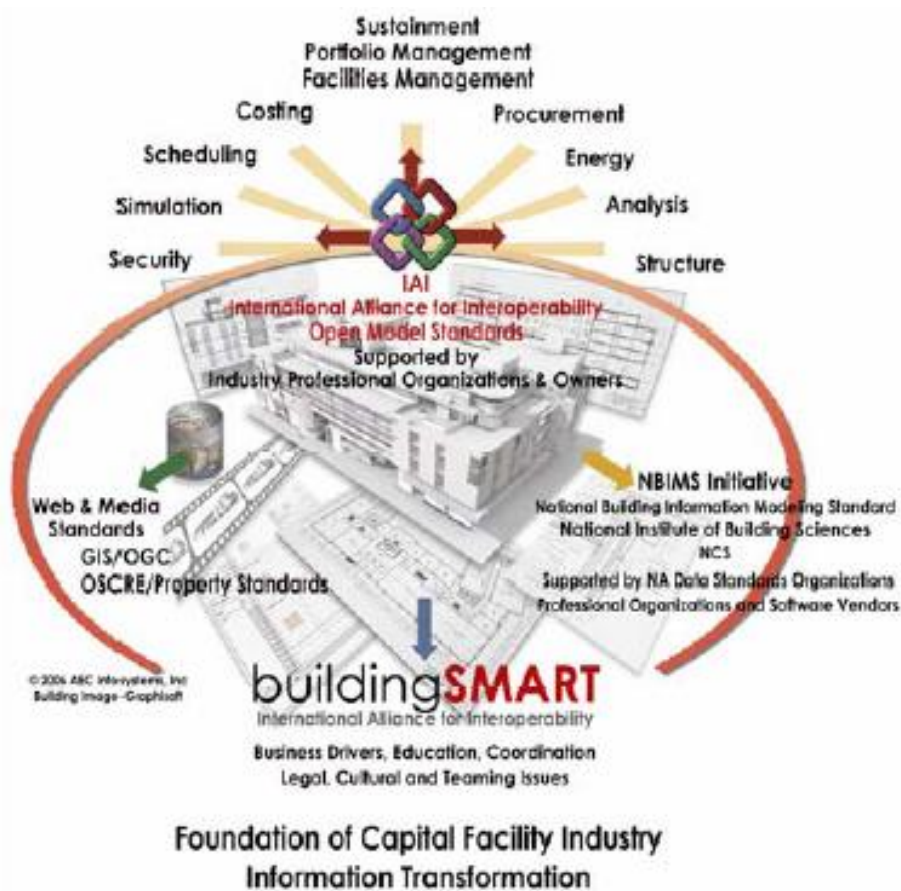 Sustainment
Portfolio Management
Facilities Management
Costing
Procurement
Scheduling
Energy
Simulation
Analysis
Security
Structure
IAI
International Alliance for Interoperability
Open Model Standards
Supported by
Industry Professional Organizations & Owners
Web & Media
Standards
GIS/OGC
OSCRE/Property Standards
NBIMS Initiative
National Building Information Modeling Standard
National Institute of Building Sciences
NCS
Supported by NA Data Standards Organizations
Professional Organizations and Software Vendors
© 2006 AEC Infosystems, Inc
Building Image -Graphisoft
buildingSMART
International Alliance for Interoperability
Business Drivers, Education, Coordination
Legal, Cultural and Teaming Issues
Foundation of Capital Facility Industry
Information Transformation